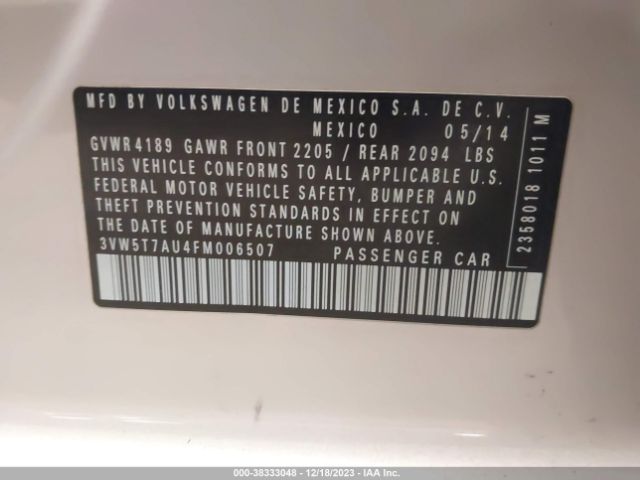 MFD BY VOLKSWAGEN DE MEXICO S.A. DE C.V.
MEXICO 05/14
GVWR 4189 GAWR FRONT 2205 / REAR 2094 LBS
THIS VEHICLE CONFORMS TO ALL APPLICABLE U.S.
FEDERAL MOTOR VEHICLE SAFETY, BUMPER AND
THEFT PREVENTION STANDARDS IN EFFECT ON
THE DATE OF MANUFACTURE SHOWN ABOVE.
3VW5T7AU4FM006507 PASSENGER CAR
2358018 1011 M
000-38333048 - 12/18/2023 - IAA Inc.